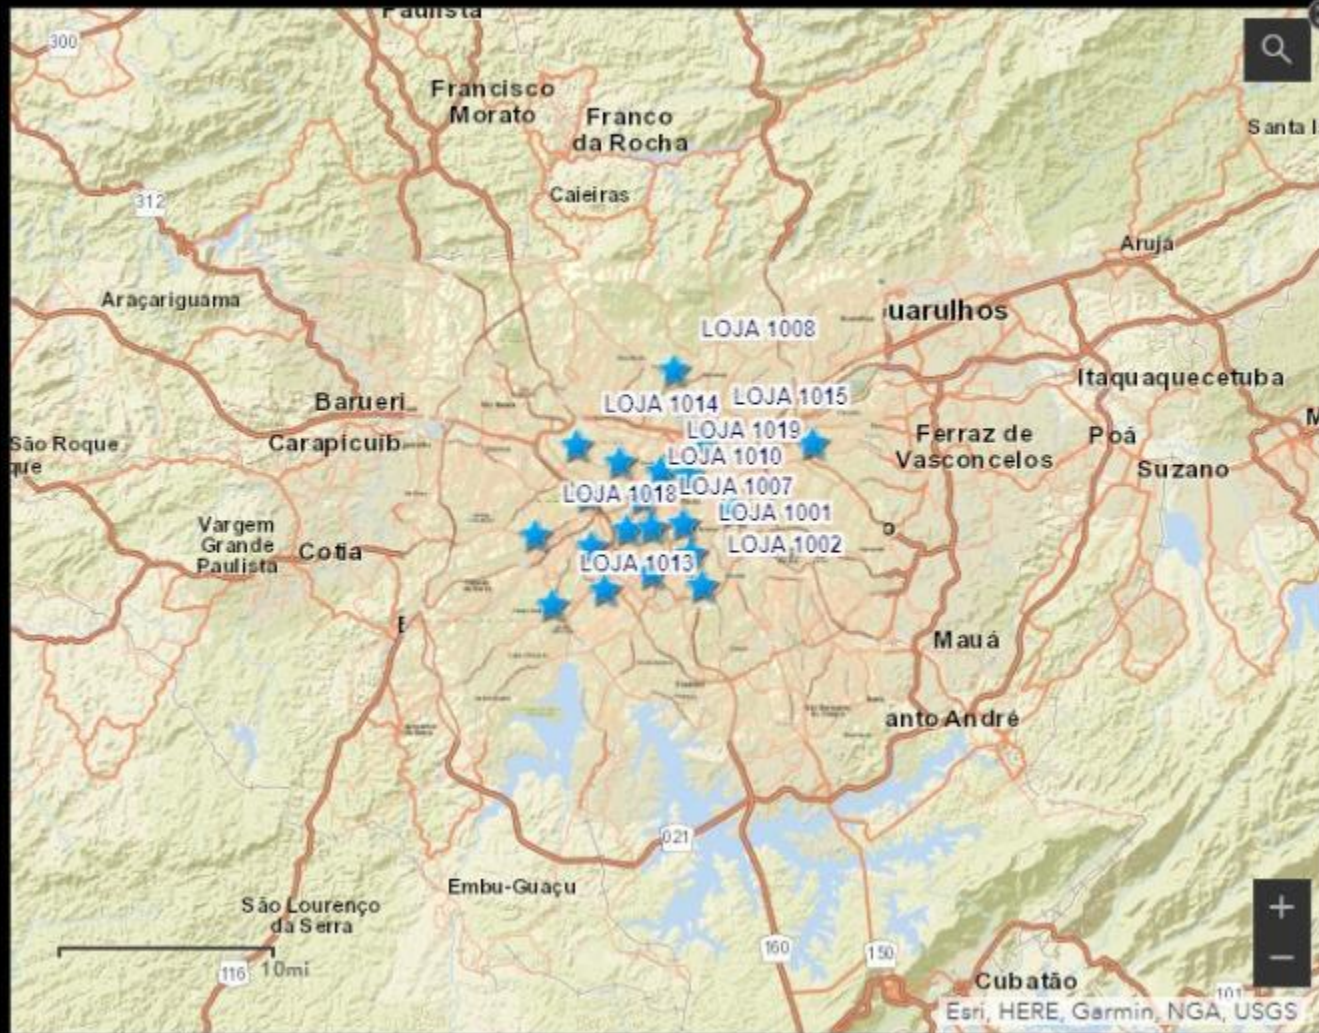 Paulista
300
Francisco
Morato
Franco
da Rocha
Santa I
Caieiras
312
Arujá
Araçariguama
uarulhos
LOJA 1008
Itaquaquecetuba
Barueri
LOJA 1014
LOJA 1015
São Roque
que
Carapicuíb
LOJA 1019
Ferraz de
Vasconcelos
Poá
M
LOJA 1010
Suzano
LOJA 1018
LOJA 1007
LOJA 1001
Vargem
Grande
Paulista
Cotia
o
LOJA 1002
LOJA 1013
E
Mauá
anto André
021
Embu-Guaçu
São Lourenço
da Serra
10mi
116
160
150
Cubatão
101
Esri, HERE, Garmin, NGA, USGS